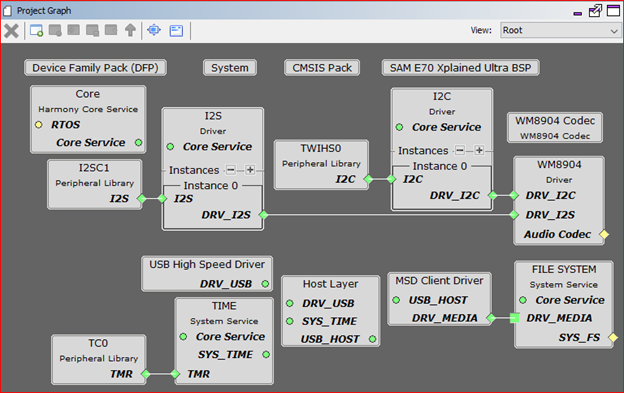 Project Graph
View:
Root
Device Family Pack (DFP)
System
CMSIS Pack
SAM E70 Xplained Ultra BSP
Core
Harmony Core Service
RTOS
Core Service
I2S
Driver
Core Service
Instances
Instance 0
I2S
DRV_I2S
I2C
Driver
Core Service
Instances
Instance 0
I2C
DRV_I2C
WM8904 Codec
WM8904 Codec
I2SC1
Peripheral Library
I2S
TWIHS0
Peripheral Library
I2C
WM8904
Driver
DRV_I2C
DRV_I2S
Audio Codec
USB High Speed Driver
DRV_USB
Host Layer
DRV_USB
SYS_TIME
USB_HOST
MSD Client Driver
USB_HOST
DRV_MEDIA
FILE SYSTEM
System Service
Core Service
DRV_MEDIA
SYS_FS
TIME
System Service
Core Service
SYS_TIME
TMR
TC0
Peripheral Library
TMR